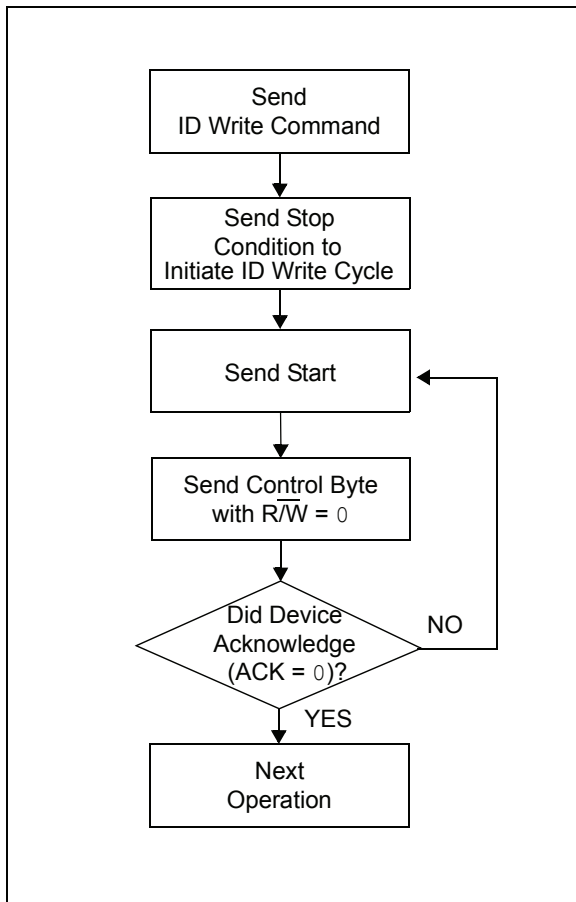 Send
ID Write Command
Send Stop
Condition to
Initiate ID Write Cycle
Send Start
Send Control Byte
with R/W̅ = 0
Did Device
Acknowledge
(ACK = 0)?
NO
YES
Next
Operation